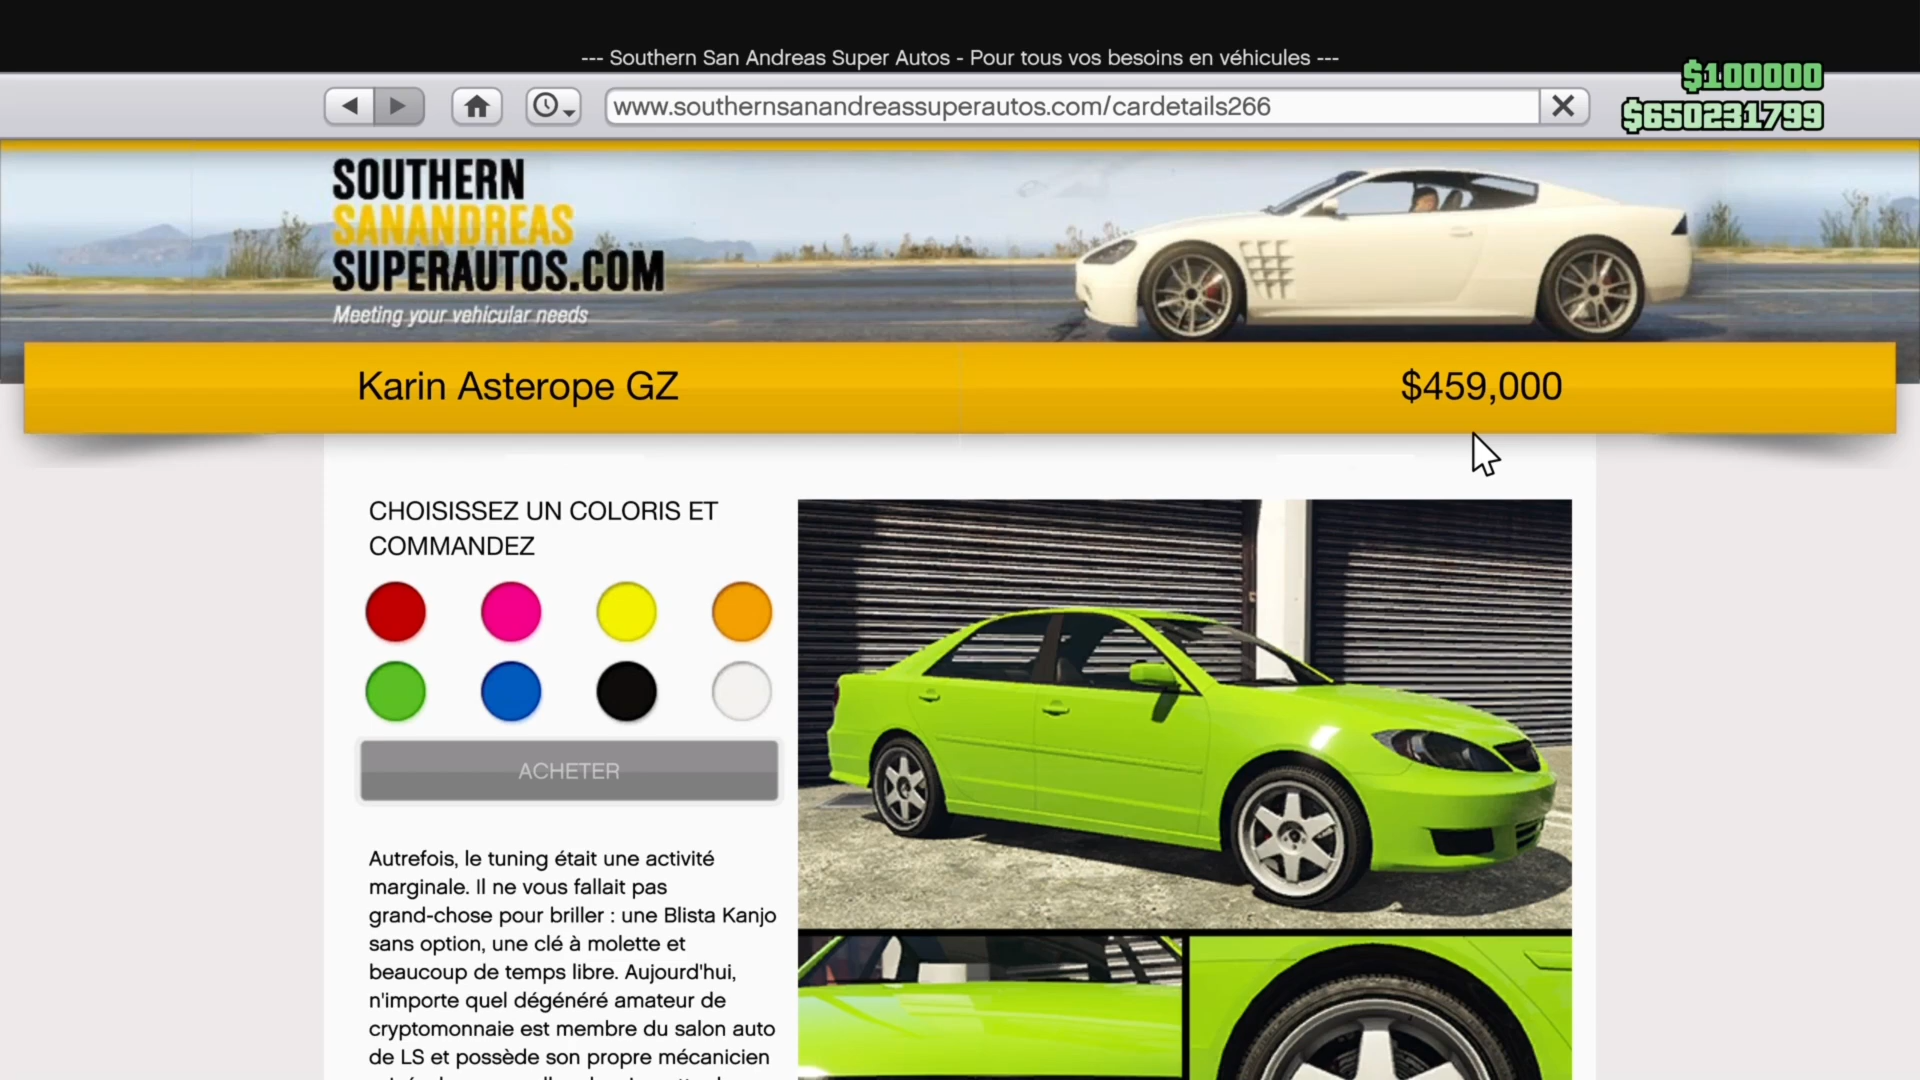 --- Southern San Andreas Super Autos - Pour tous vos besoins en véhicules ---
$100000
www.southernsanandreassuperautos.com/cardetails266
$650231799
SOUTHERN
SANANDREAS
SUPERAUTOS.COM
Meeting your vehicular needs
Karin Asterope GZ
$459,000
CHOISISSEZ UN COLORIS ET
COMMANDEZ
ACHETER
Autrefois, le tuning était une activité
marginale. Il ne vous fallait pas
grand-chose pour briller : une Blista Kanjo
sans option, une clé à molette et
beaucoup de temps libre. Aujourd'hui,
n'importe quel dégénéré amateur de
cryptomonnaie est membre du salon auto
de LS et possède son propre mécanicien